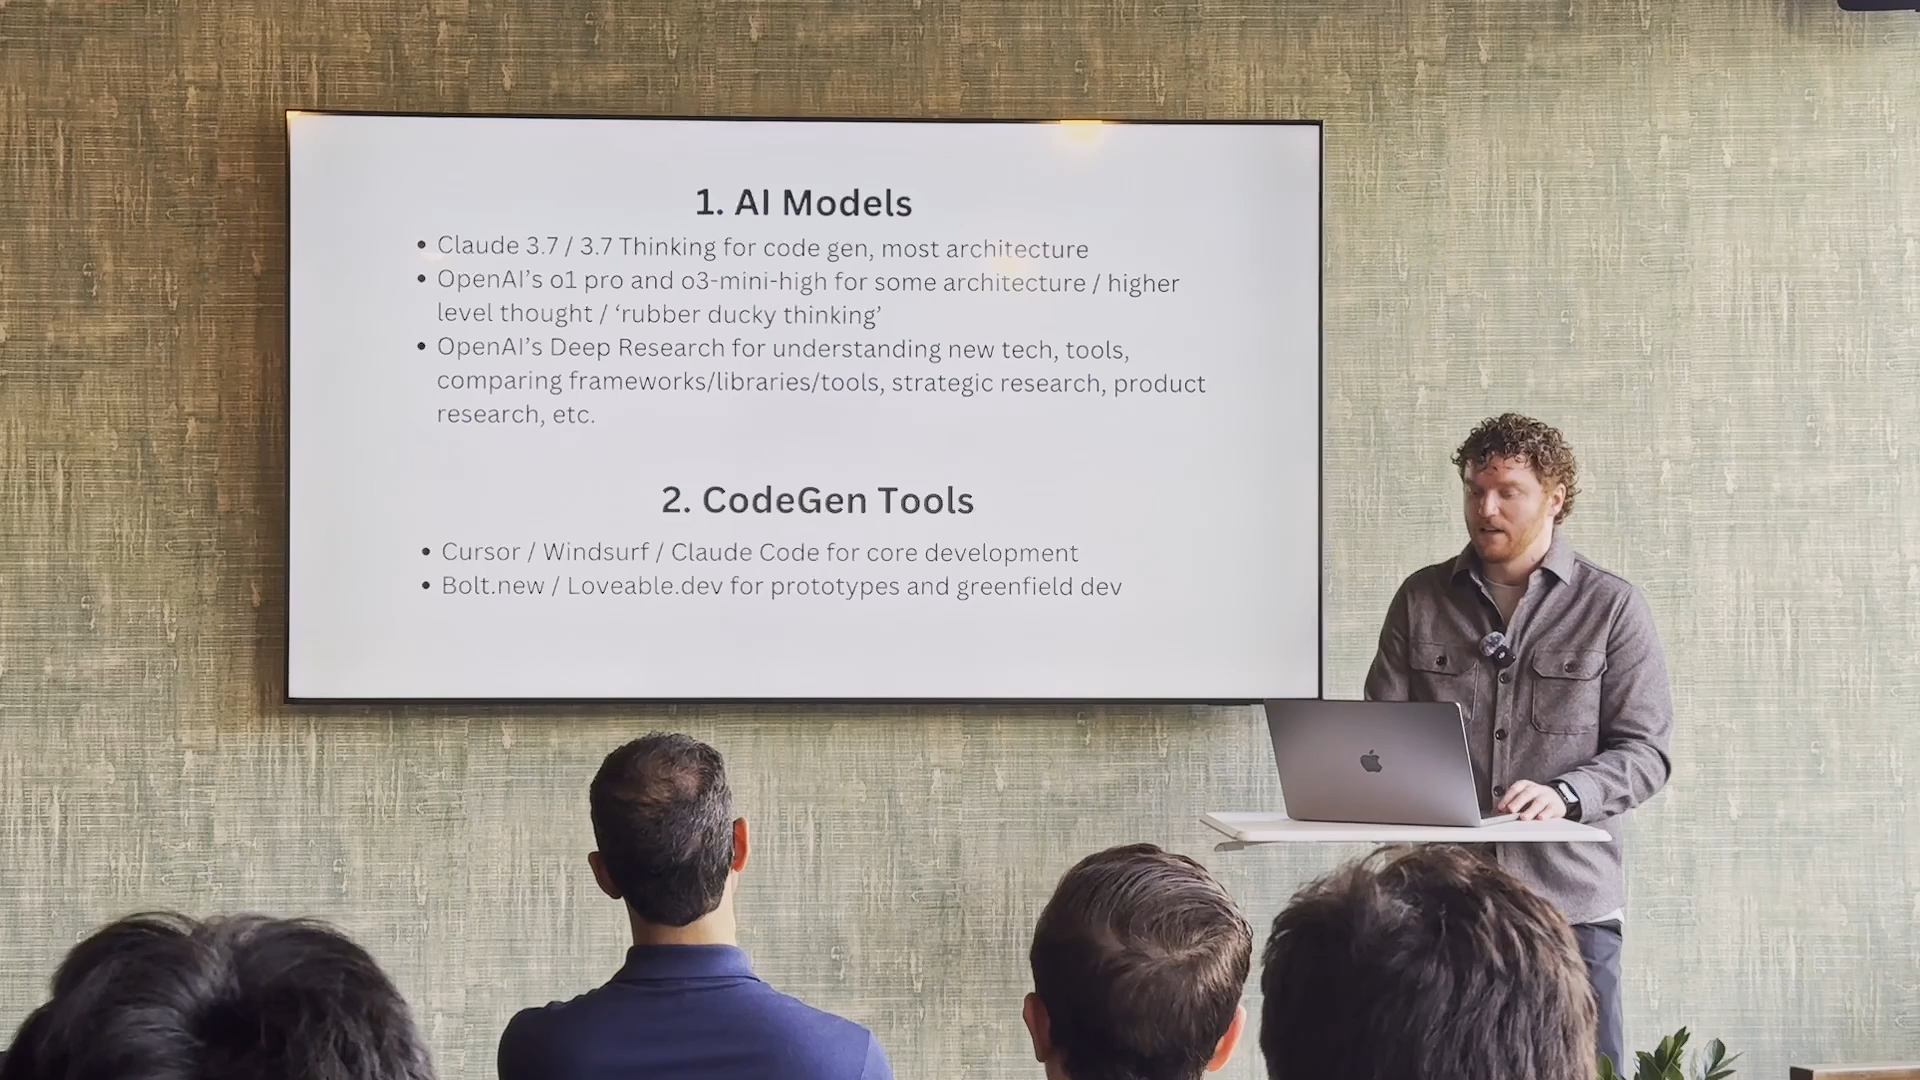 1. AI Models
• Claude 3.7 / 3.7 Thinking for code gen, most architecture
• OpenAI’s o1 pro and o3-mini-high for some architecture / higher
level thought / ‘rubber ducky thinking’
• OpenAI’s Deep Research for understanding new tech, tools,
comparing frameworks/libraries/tools, strategic research, product
research, etc.
2. CodeGen Tools
• Cursor / Windsurf / Claude Code for core development
• Bolt.new / Loveable.dev for prototypes and greenfield dev